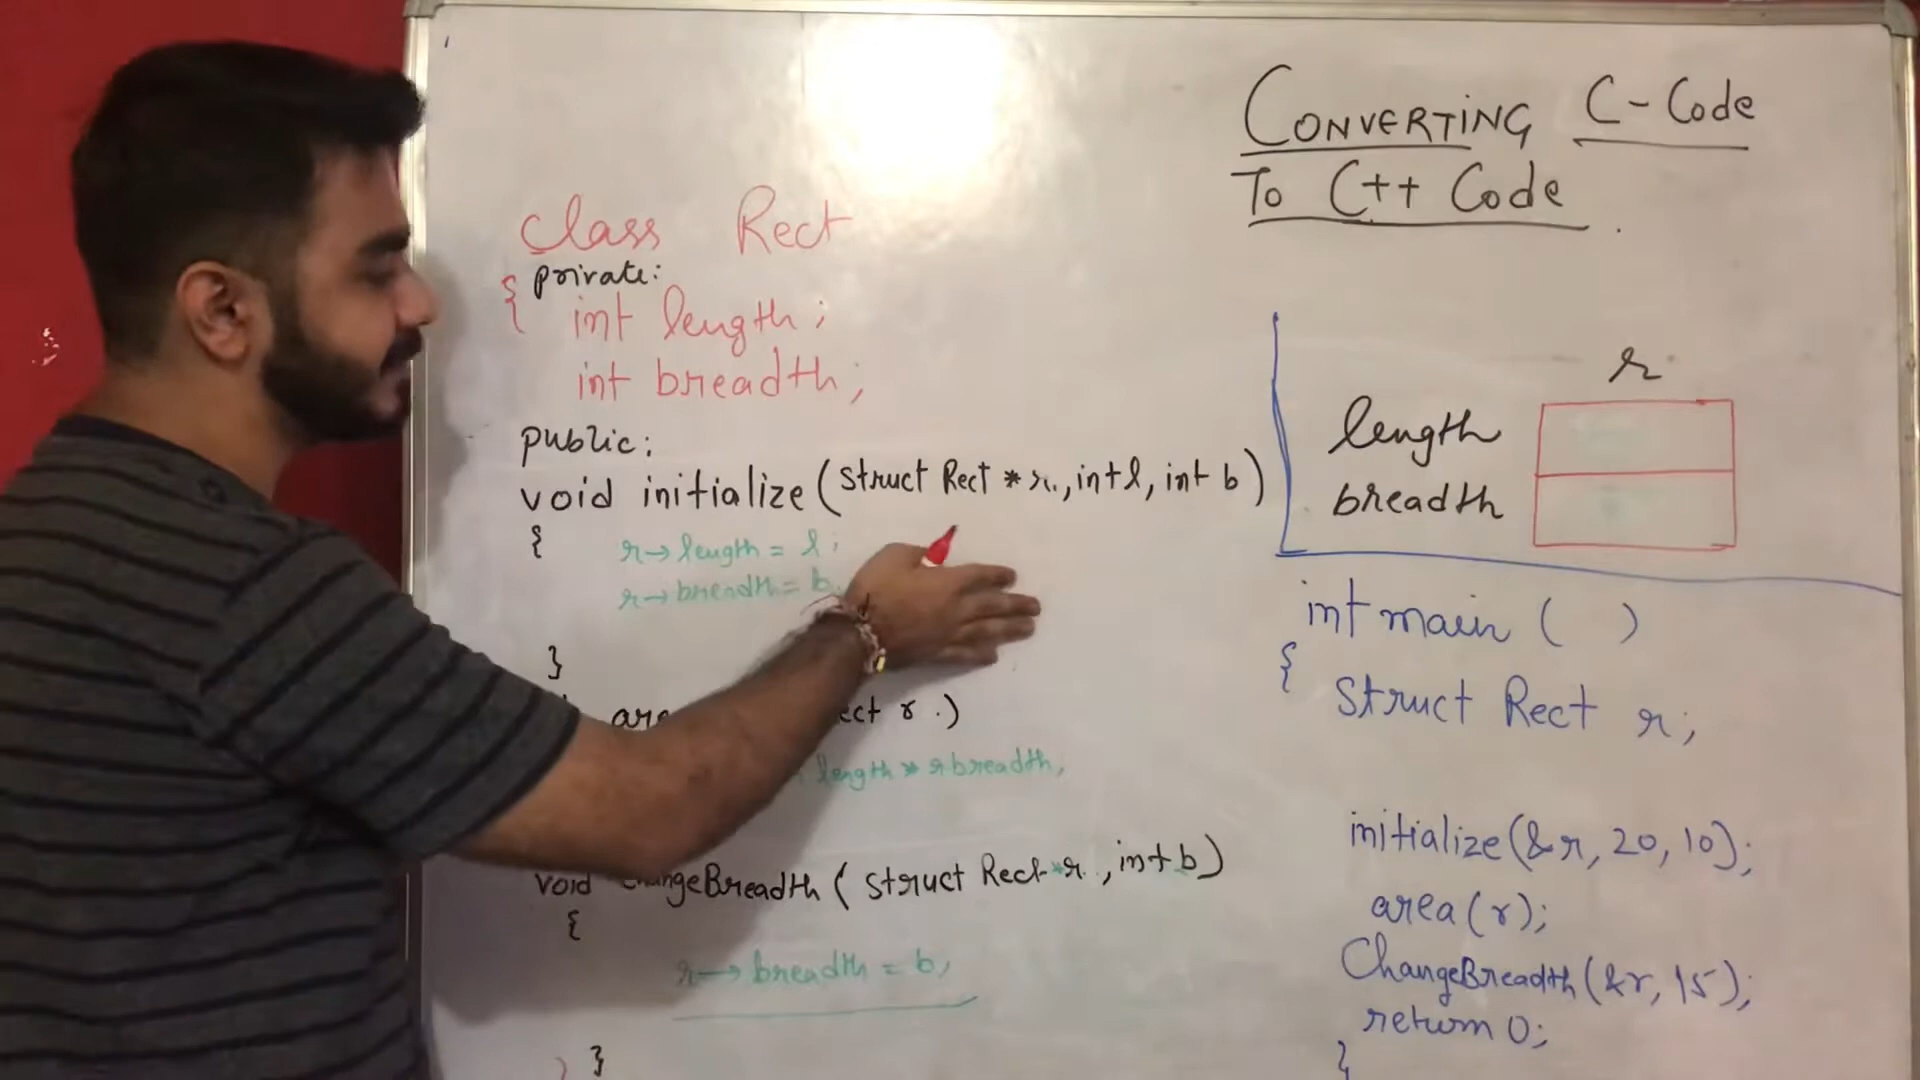 CONVERTING C-Code
To C++ Code.
class Rect
{ private:
int length;
int breadth;
public:
void initialize (struct Rect *r., int l, int b)
{ r→length = l;
r→breadth = b,
}
ect r .)
length * r breadth,
void BreadTh ( struct Rect *r. , int b)
{
r→ breadth = b,
}
r
length
breadth
int main ( )
{
struct Rect r;
initialize (&r, 20, 10);
area (r);
ChangeBreadth (&r, 15);
return 0;
}